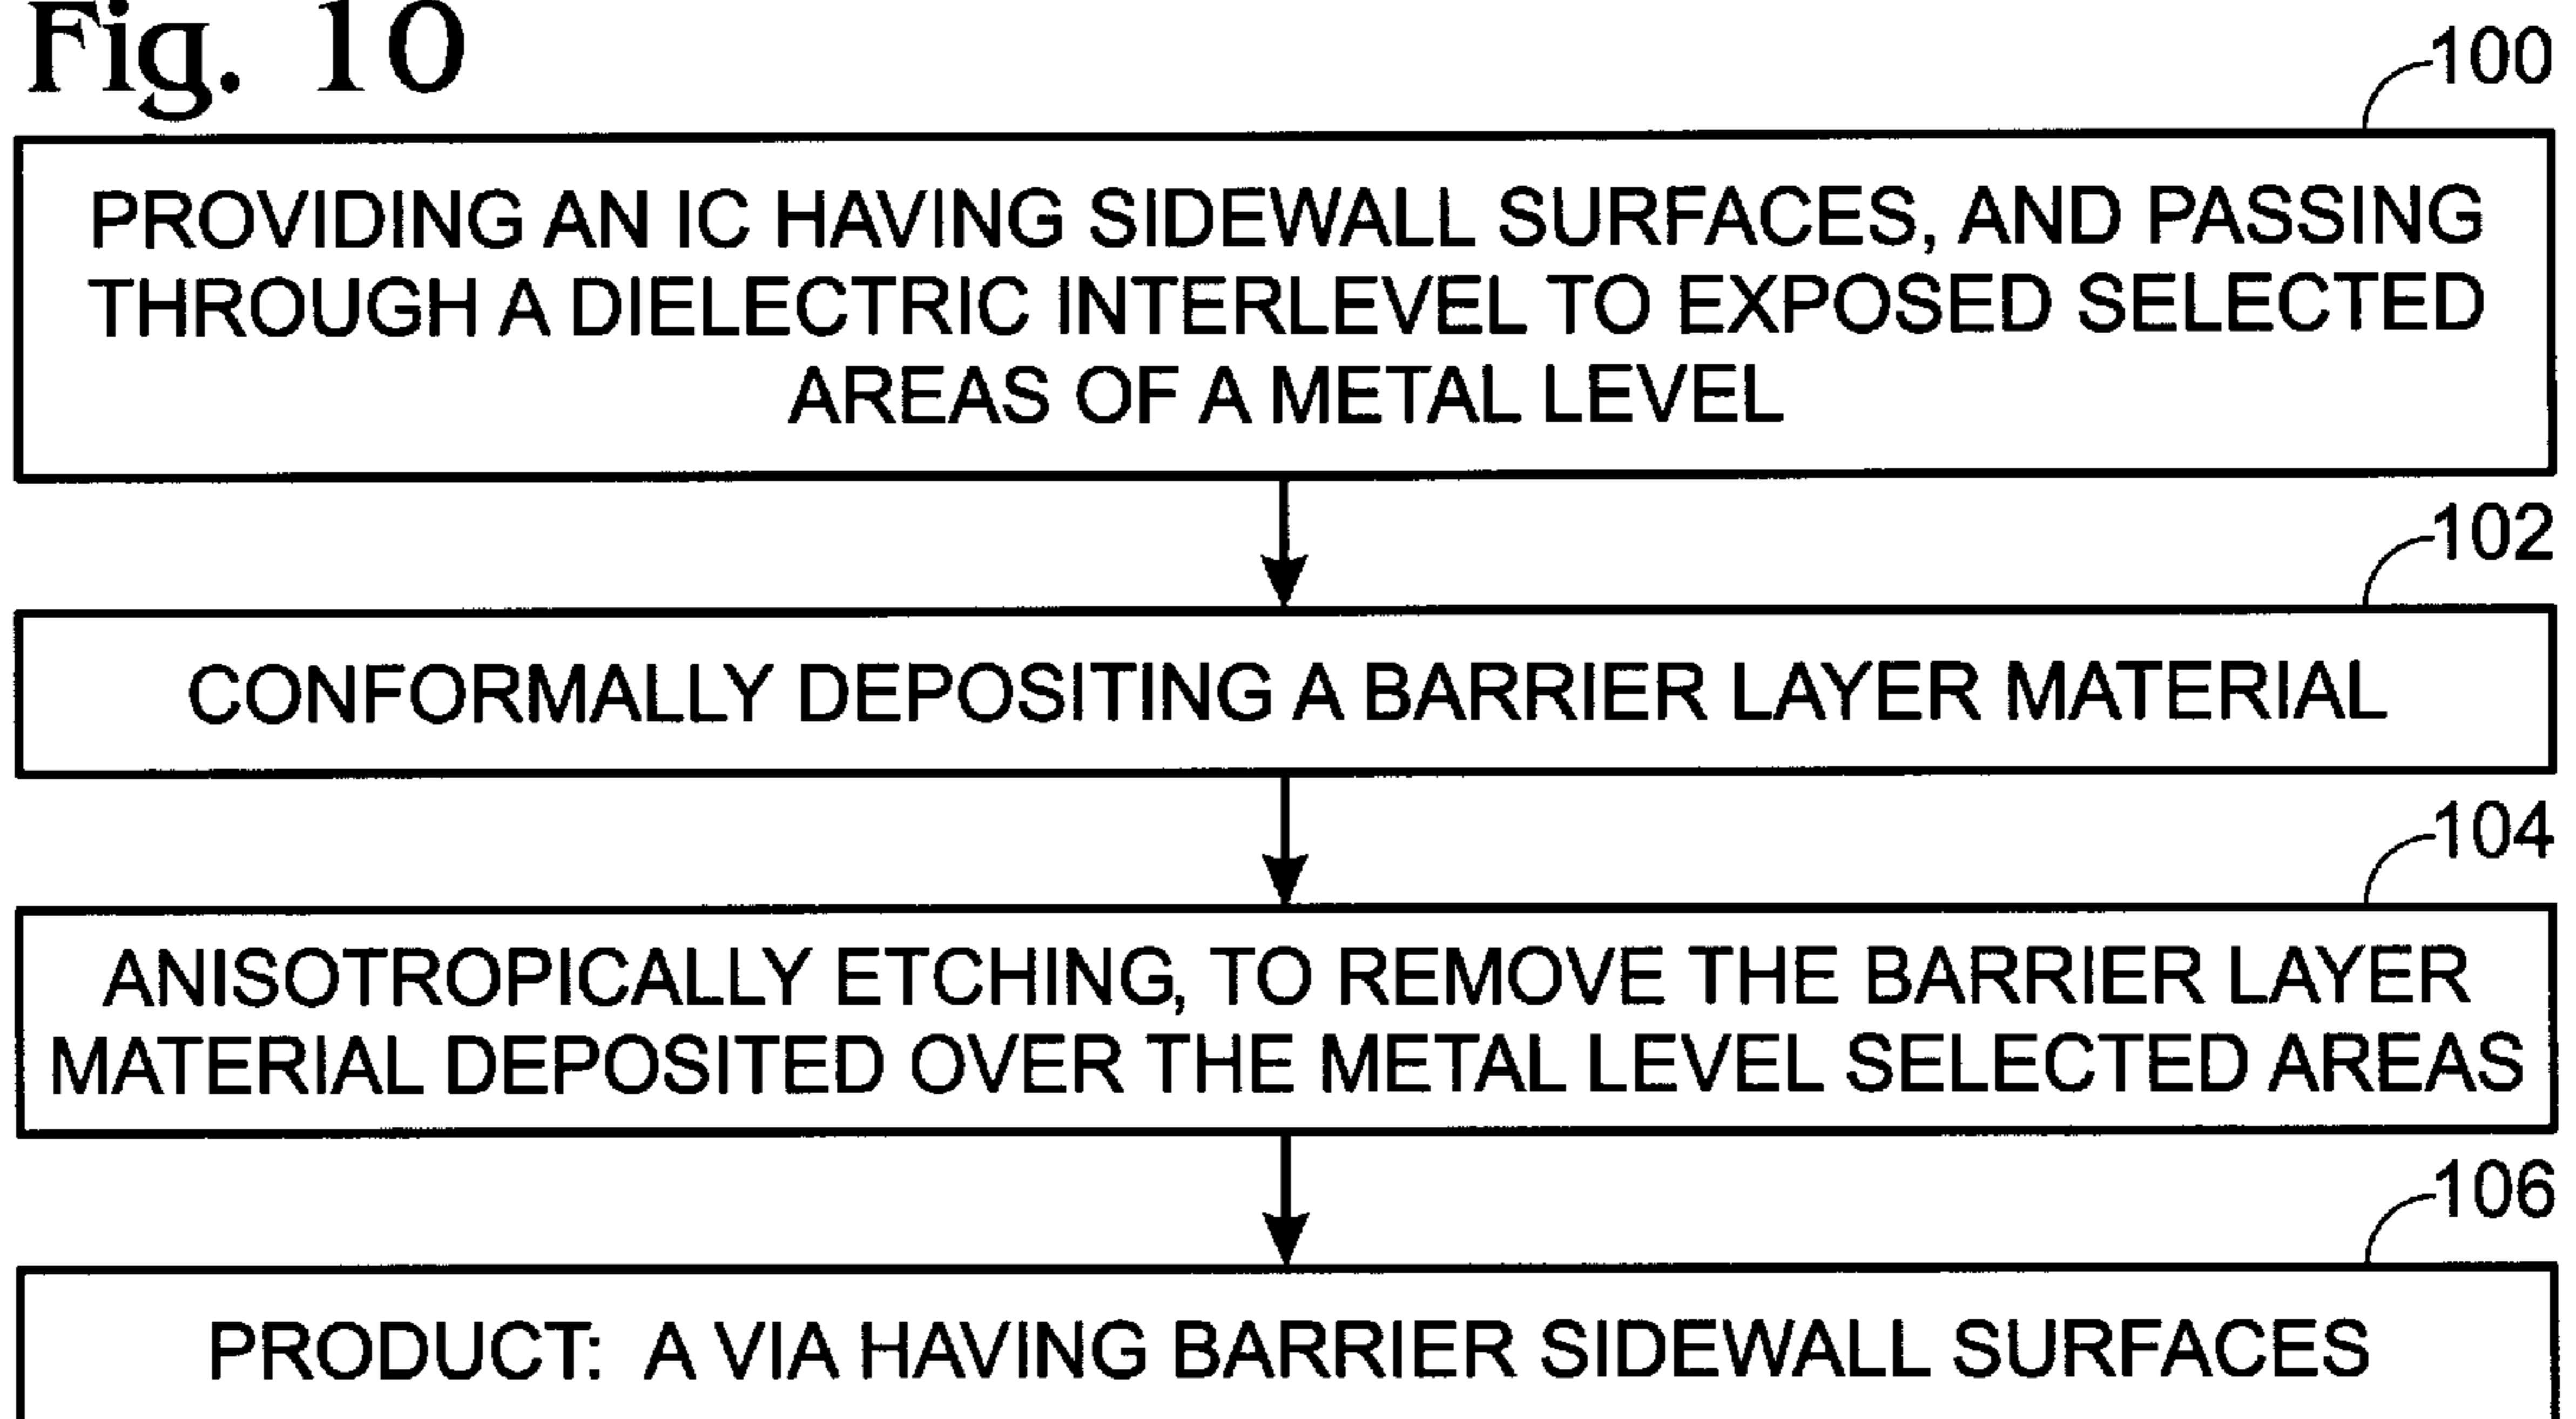 Fig. 10
100
PROVIDING AN IC HAVING SIDEWALL SURFACES, AND PASSING
THROUGH A DIELECTRIC INTERLEVEL TO EXPOSED SELECTED
AREAS OF A METAL LEVEL
102
CONFORMALLY DEPOSITING A BARRIER LAYER MATERIAL
104
ANISOTROPICALLY ETCHING, TO REMOVE THE BARRIER LAYER
MATERIAL DEPOSITED OVER THE METAL LEVEL SELECTED AREAS
106
PRODUCT: A VIA HAVING BARRIER SIDEWALL SURFACES